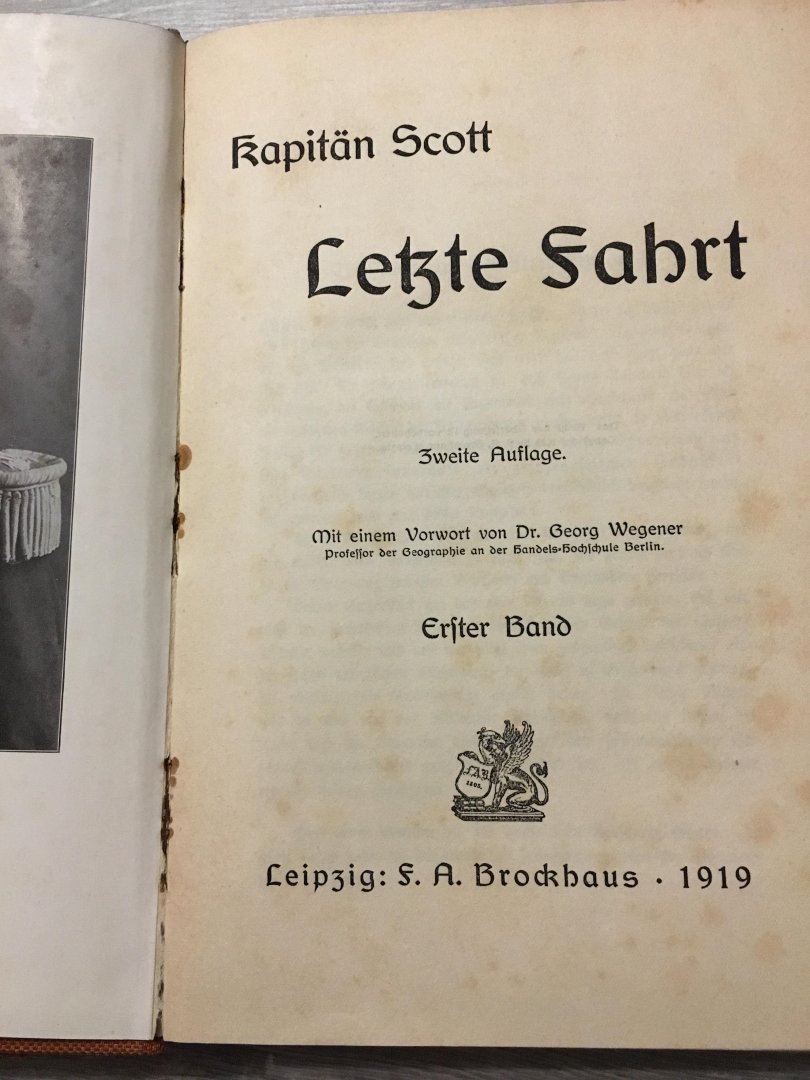 Kapitän Scott
Letzte Fahrt
Zweite Auflage.
Mit einem Vorwort von Dr. Georg Wegener
Professor der Geographie an der Handels-Hochschule Berlin.
Erster Band
F.A.B.
1805.
Leipzig: F. A. Brockhaus · 1919